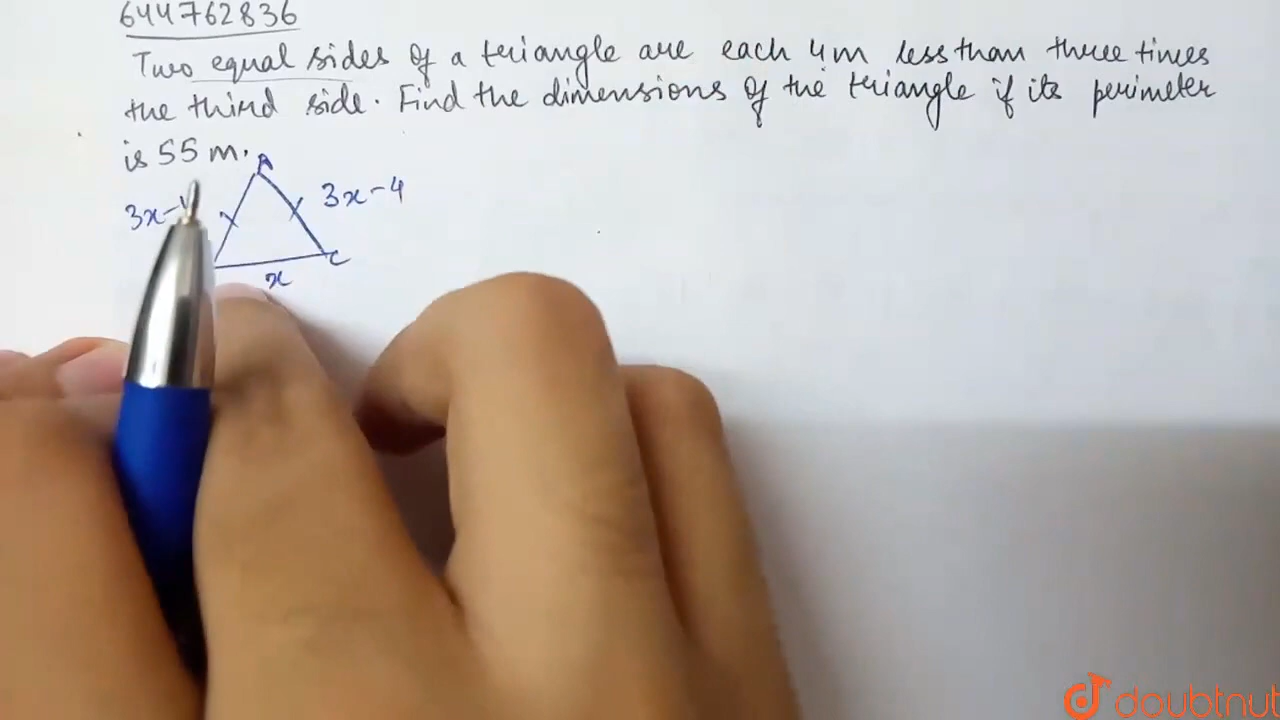 644762836
Two equal sides of a triangle are each 4m less than three times
the third side. Find the dimensions of the triangle if its perimeter
is 55 m.
A
3x-4
3x-
C
x
doubtnut